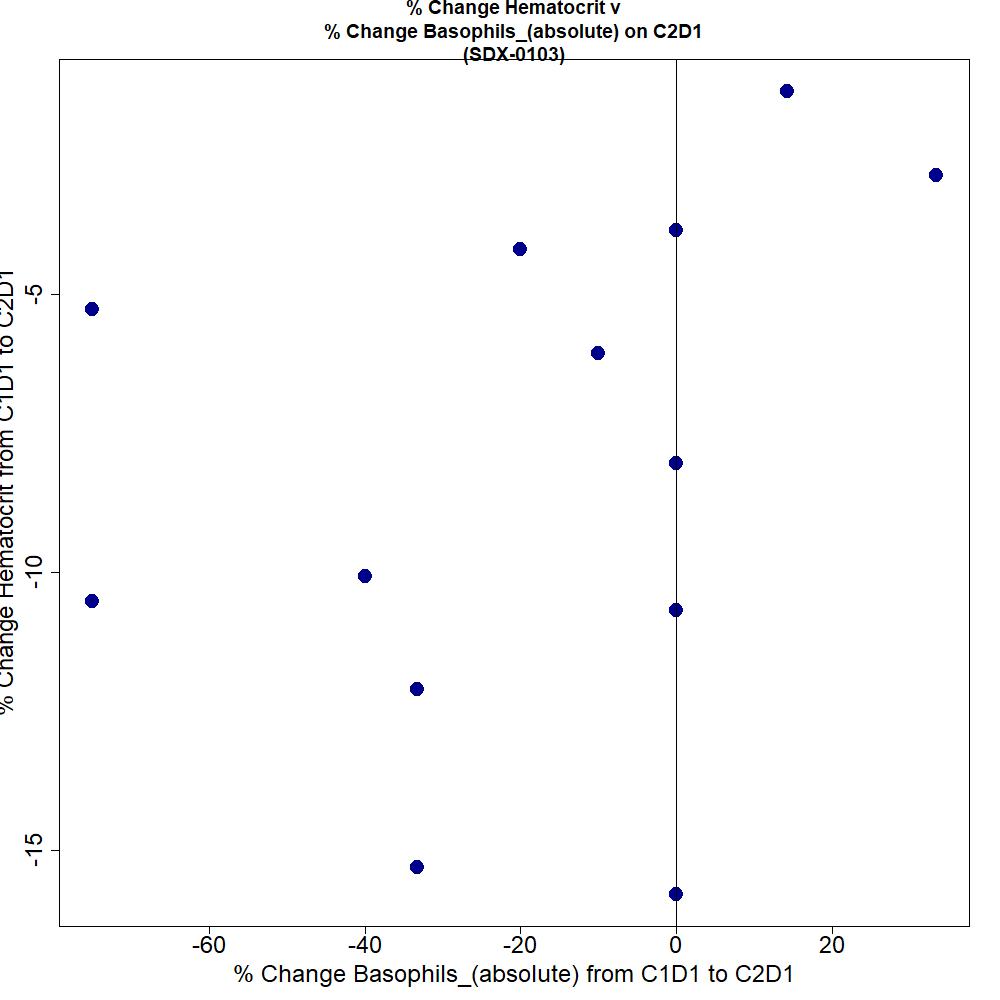 % Change Hematocrit v
% Change Basophils_(absolute) on C2D1
(SDX-0103)
% Change Hematocrit from C1D1 to C2D1
-5
-10
-15
-60
-40
-20
0
20
% Change Basophils_(absolute) from C1D1 to C2D1